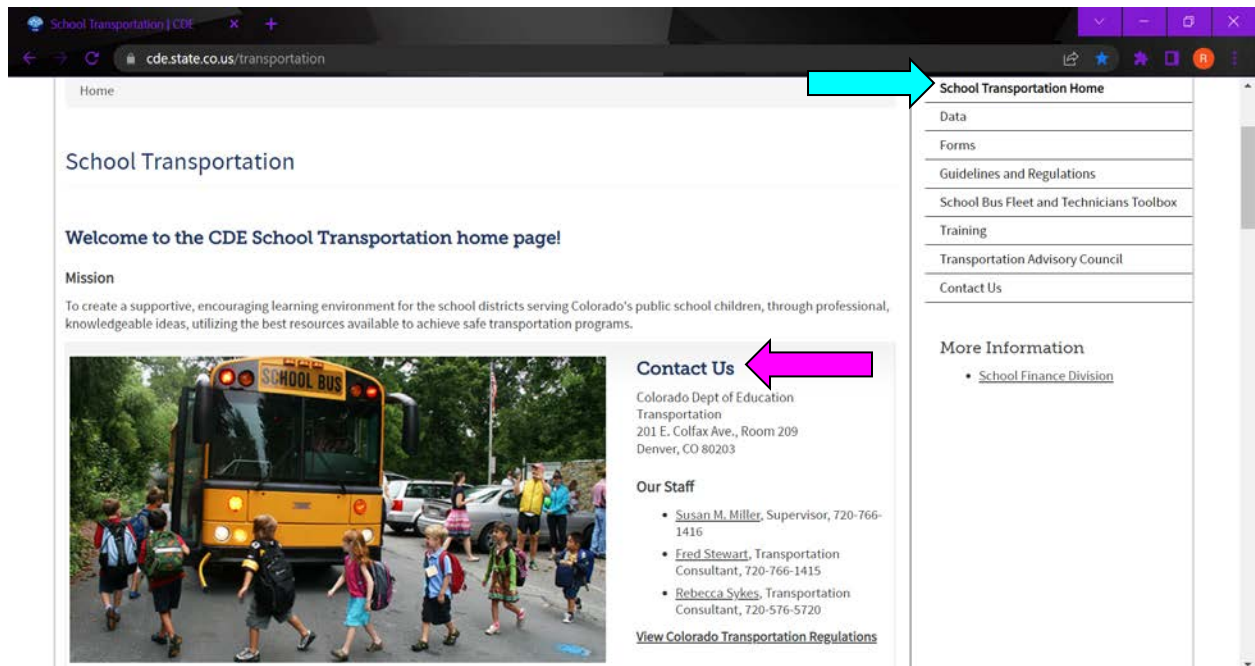 School Transportation | CDE
cde.state.co.us/transportation
R
Home
School Transportation
Welcome to the CDE School Transportation home page!
Mission
To create a supportive, encouraging learning environment for the school districts serving Colorado's public school children, through professional,
knowledgeable ideas, utilizing the best resources available to achieve safe transportation programs.
SCHOOL BUS
Contact Us
Colorado Dept of Education
Transportation
201 E. Colfax Ave., Room 209
Denver, CO 80203
Our Staff
• Susan M. Miller, Supervisor, 720-766-
1416
• Fred Stewart, Transportation
Consultant, 720-766-1415
• Rebecca Sykes, Transportation
Consultant, 720-576-5720
View Colorado Transportation Regulations
School Transportation Home
Data
Forms
Guidelines and Regulations
School Bus Fleet and Technicians Toolbox
Training
Transportation Advisory Council
Contact Us
More Information
• School Finance Division